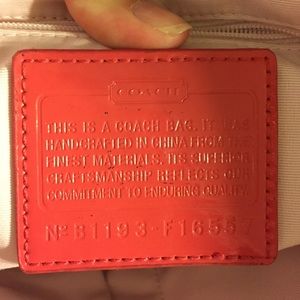 COACH
THIS IS A COACH BAG. IT WAS
HANDCRAFTED IN CHINA FROM THE
FINEST MATERIALS. ITS SUPERIOR
CRAFTSMANSHIP REFLECTS OUR
COMMITMENT TO ENDURING QUALITY.
Nº B1193-F16557